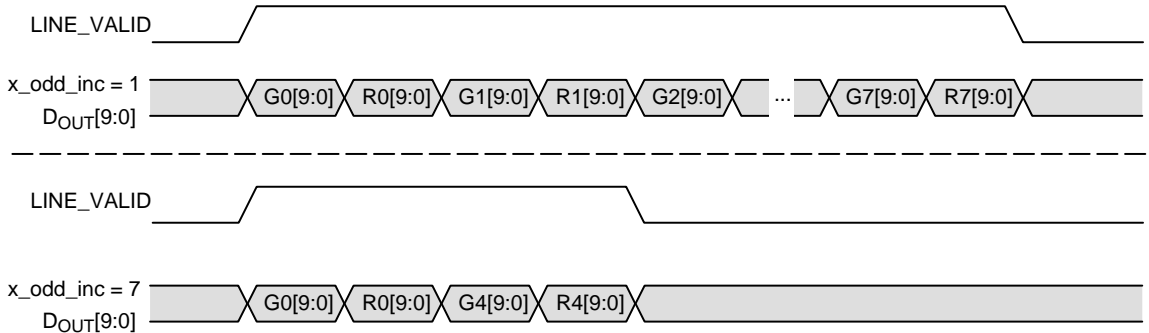 LINE_VALID
x_odd_inc = 1
DOUT[9:0]
G0[9:0] R0[9:0] G1[9:0] R1[9:0] G2[9:0] ... G7[9:0] R7[9:0]
LINE_VALID
x_odd_inc = 7
DOUT[9:0]
G0[9:0] R0[9:0] G4[9:0] R4[9:0]